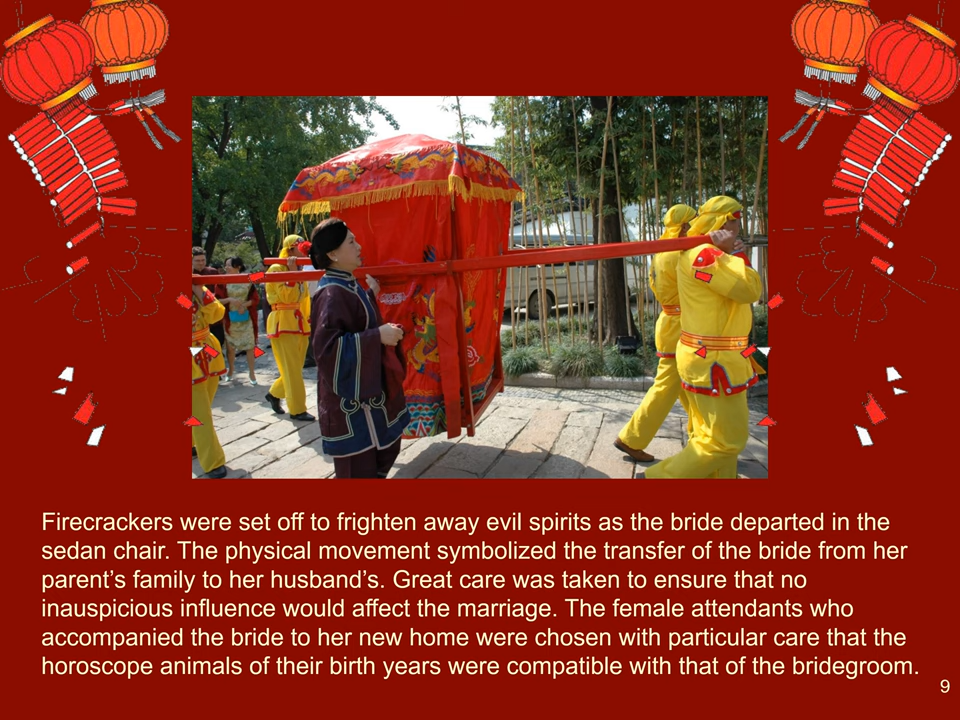 Firecrackers were set off to frighten away evil spirits as the bride departed in the
sedan chair. The physical movement symbolized the transfer of the bride from her
parent’s family to her husband’s. Great care was taken to ensure that no
inauspicious influence would affect the marriage. The female attendants who
accompanied the bride to her new home were chosen with particular care that the
horoscope animals of their birth years were compatible with that of the bridegroom.
9